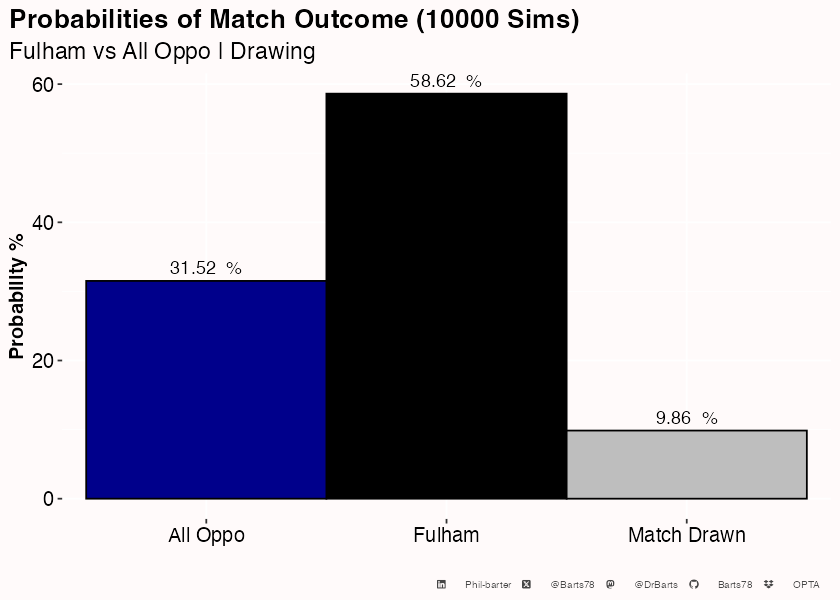 Probabilities of Match Outcome (10000 Sims)
Fulham vs All Oppo | Drawing
Probability %
60
40
20
0
31.52 %
58.62 %
9.86 %
All Oppo
Fulham
Match Drawn
Phil-barter @Barts78 @DrBarts Barts78 OPTA